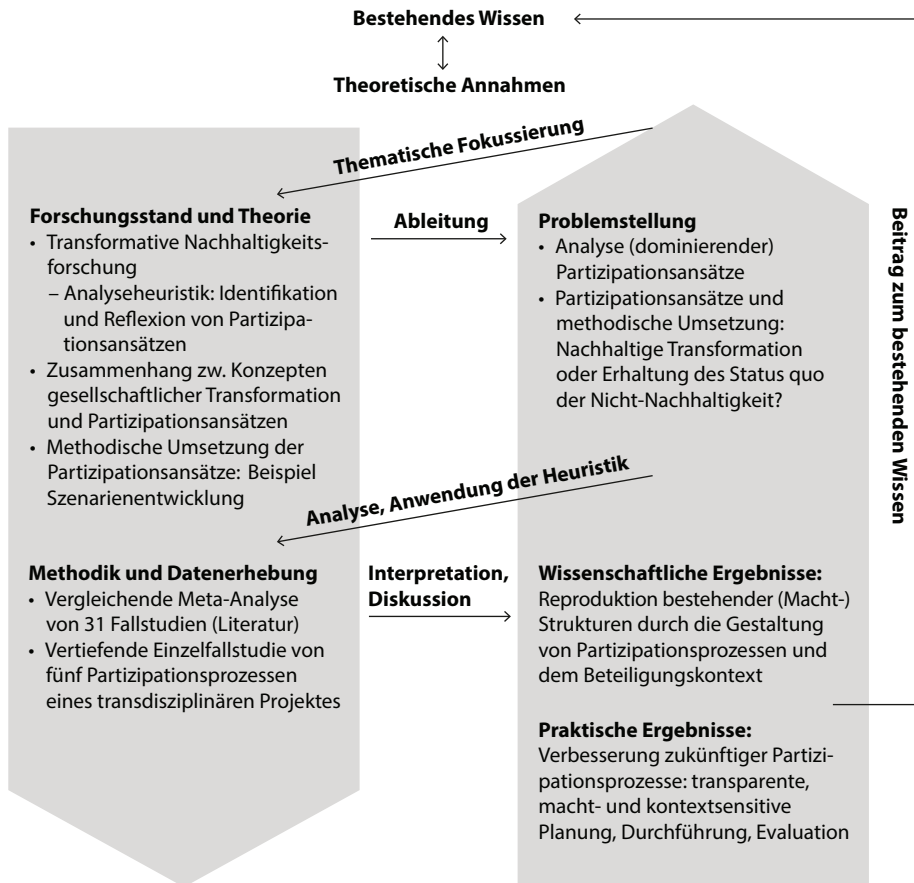 Bestehendes Wissen
Theoretische Annahmen
Thematische Fokussierung
Forschungsstand und Theorie
• Transformative Nachhaltigkeits-
forschung
– Analyseheuristik: Identifikation
und Reflexion von Partizipa-
tionsansätzen
• Zusammenhang zw. Konzepten
gesellschaftlicher Transformation
und Partizipationsansätzen
• Methodische Umsetzung der
Partizipationsansätze: Beispiel
Szenarienentwicklung
Ableitung
Problemstellung
• Analyse (dominierender)
Partizipationsansätze
• Partizipationsansätze und
methodische Umsetzung:
Nachhaltige Transformation
oder Erhaltung des Status quo
der Nicht-Nachhaltigkeit?
Analyse, Anwendung der Heuristik
Methodik und Datenerhebung
• Vergleichende Meta-Analyse
von 31 Fallstudien (Literatur)
• Vertiefende Einzelfallstudie von
fünf Partizipationsprozessen
eines transdisziplinären Projektes
Interpretation,
Diskussion
Wissenschaftliche Ergebnisse:
Reproduktion bestehender (Macht-)
Strukturen durch die Gestaltung
von Partizipationsprozessen und
dem Beteiligungskontext
Praktische Ergebnisse:
Verbesserung zukünftiger Partizi-
pationsprozesse: transparente,
macht- und kontextsensitive
Planung, Durchführung, Evaluation
Beitrag zum bestehenden Wissen